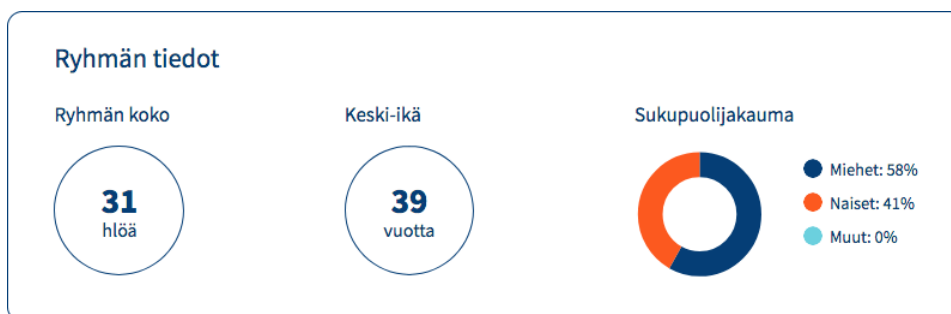 Ryhmän tiedot
Ryhmän koko
31
hlöä
Keski-ikä
39
vuotta
Sukupuolijakauma
Miehet: 58%
Naiset: 41%
Muut: 0%